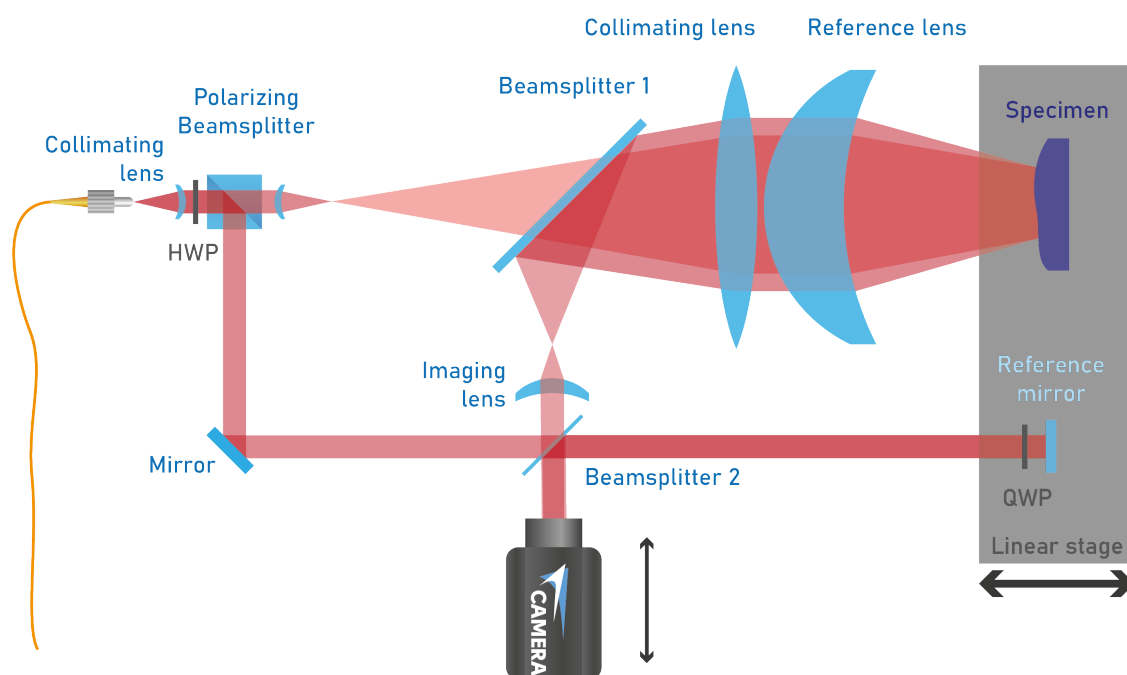 Collimating lens
Reference lens
Beamsplitter 1
Polarizing
Beamsplitter
Specimen
Collimating
lens
HWP
Imaging
lens
Reference
mirror
Mirror
Beamsplitter 2
QWP
Linear stage
CAMERA